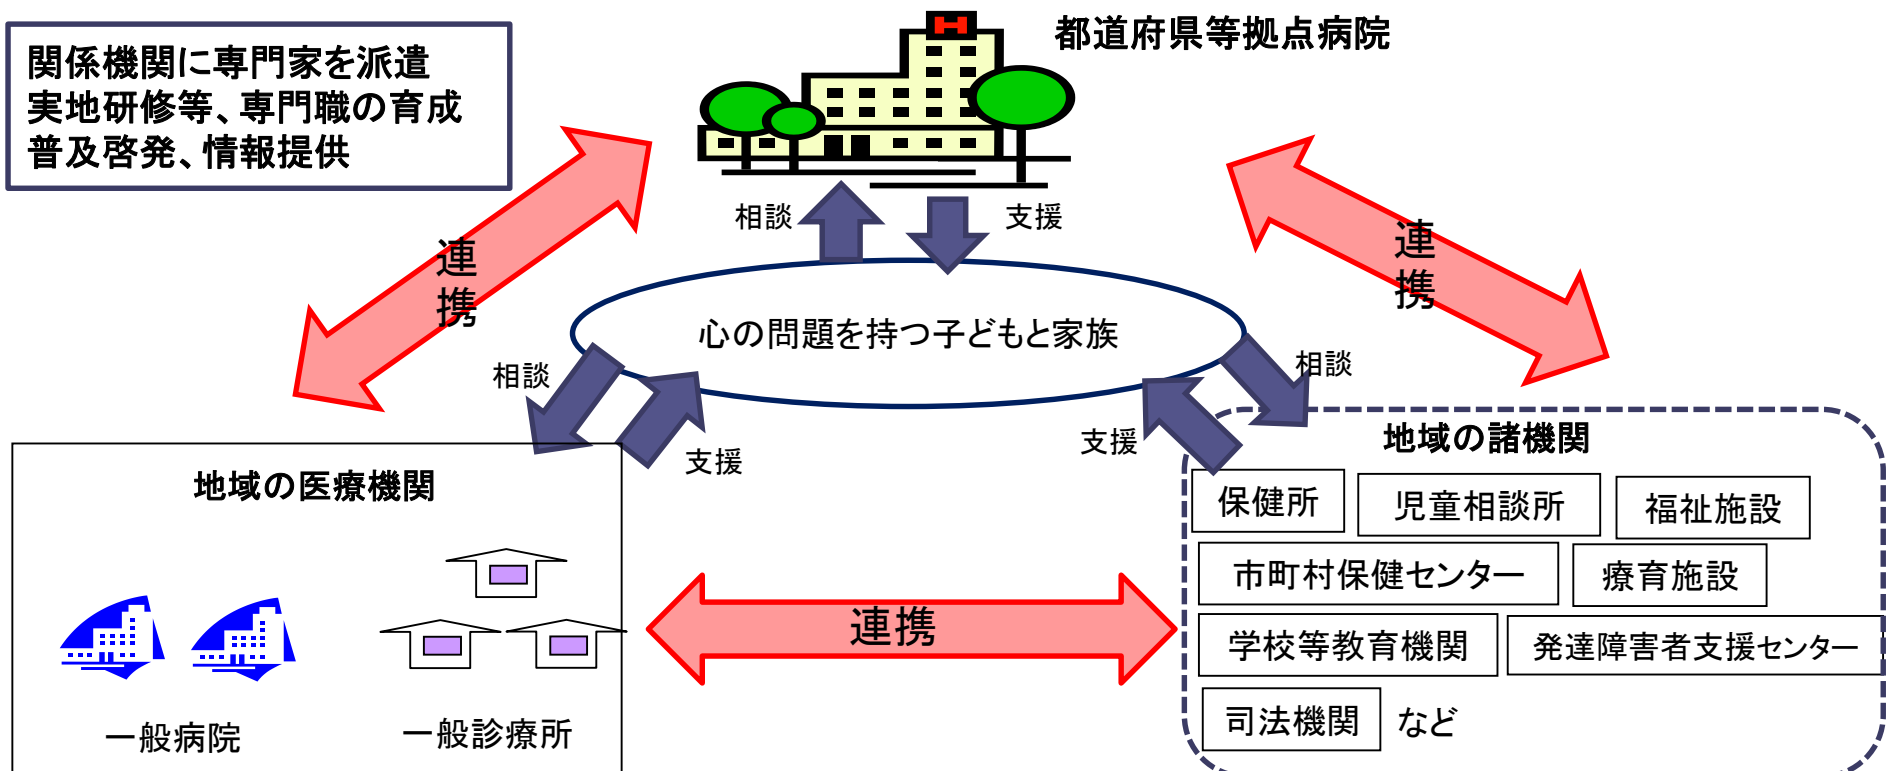 都道府県等拠点病院
関係機関に専門家を派遣
実地研修等、専門職の育成
普及啓発、情報提供
相談
支援
連携
連携
心の問題を持つ子どもと家族
相談
支援
相談
支援
地域の医療機関
一般病院
一般診療所
連携
地域の諸機関
保健所
児童相談所
福祉施設
市町村保健センター
療育施設
学校等教育機関
発達障害者支援センター
司法機関
など